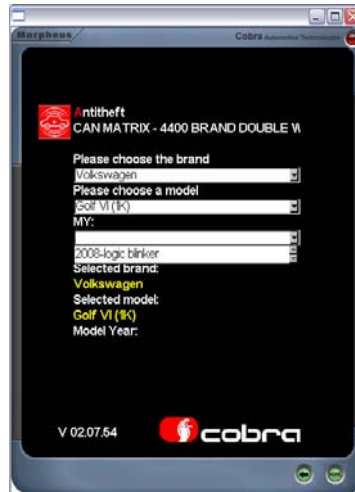 Morpheus
Cobra Automotive Technologies
Antitheft
CAN MATRIX - 4400 BRAND DOUBLE W
Please choose the brand
Volkswagen
Please choose a model
Golf VI (1K)
MY:
2008-logic blinker
Selected brand:
Volkswagen
Selected model:
Golf VI (1K)
Model Year:
V 02.07.54
cobra